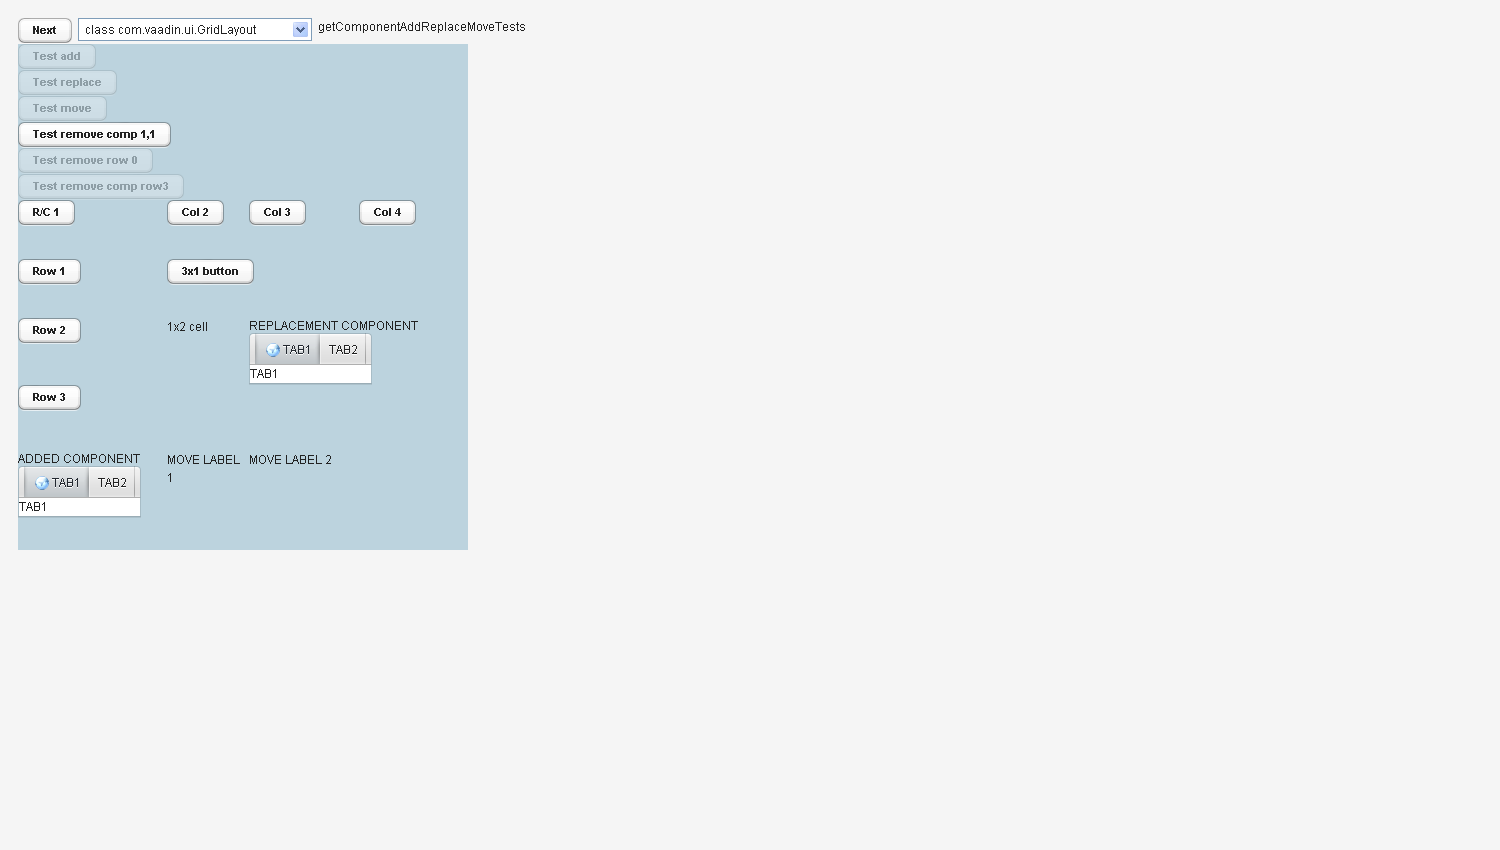 Next class com.vaadin.ui.GridLayout getComponentAddReplaceMoveTests
Test add
Test replace
Test move
Test remove comp 1,1
Test remove row 0
Test remove comp row3
R/C 1 Col 2 Col 3 Col 4
Row 1 3x1 button
Row 2 1x2 cell REPLACEMENT COMPONENT
TAB1 TAB2
TAB1
Row 3
ADDED COMPONENT MOVE LABEL 1 MOVE LABEL 2
TAB1 TAB2
TAB1